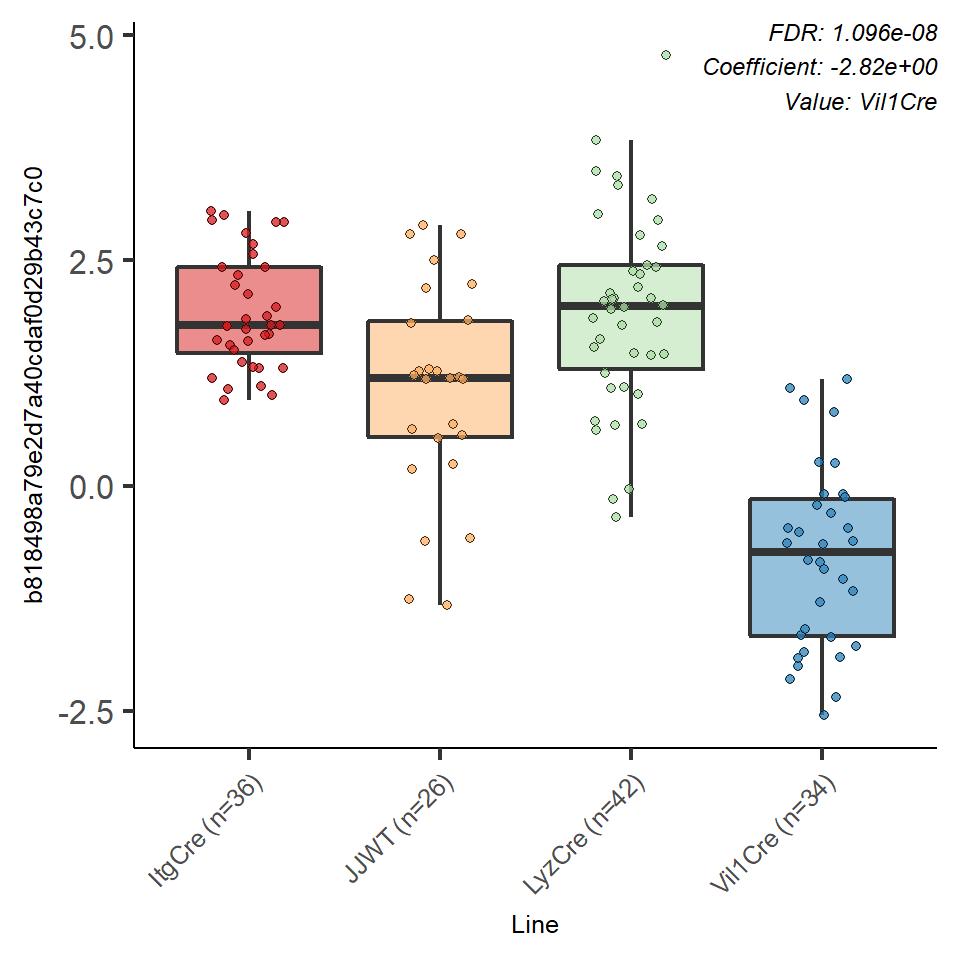 FDR: 1.096e-08
Coefficient: -2.82e+00
Value: Vil1Cre
5.0
2.5
0.0
-2.5
b818498a79e2d7a40cdaf0d29b43c7c0
ItgCre (n=36)
JJWT (n=26)
LyzCre (n=42)
Vil1Cre (n=34)
Line